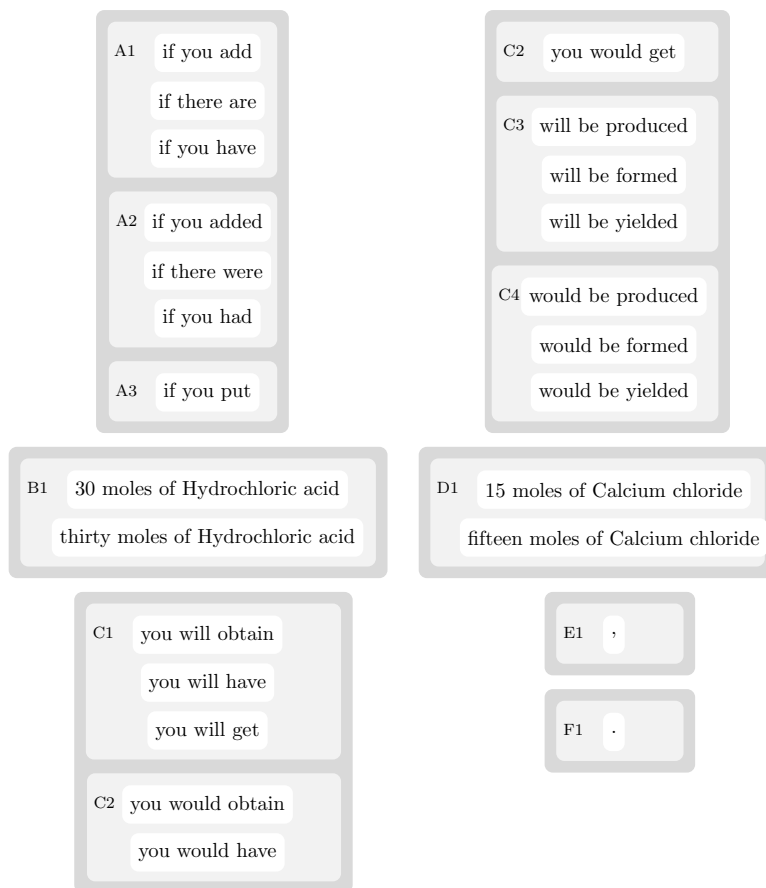 A1 if you add
if there are
if you have
A2 if you added
if there were
if you had
A3 if you put
C2 you would get
C3 will be produced
will be formed
will be yielded
C4 would be produced
would be formed
would be yielded
B1 30 moles of Hydrochloric acid
thirty moles of Hydrochloric acid
D1 15 moles of Calcium chloride
fifteen moles of Calcium chloride
C1 you will obtain
you will have
you will get
C2 you would obtain
you would have
E1 ,
F1 .